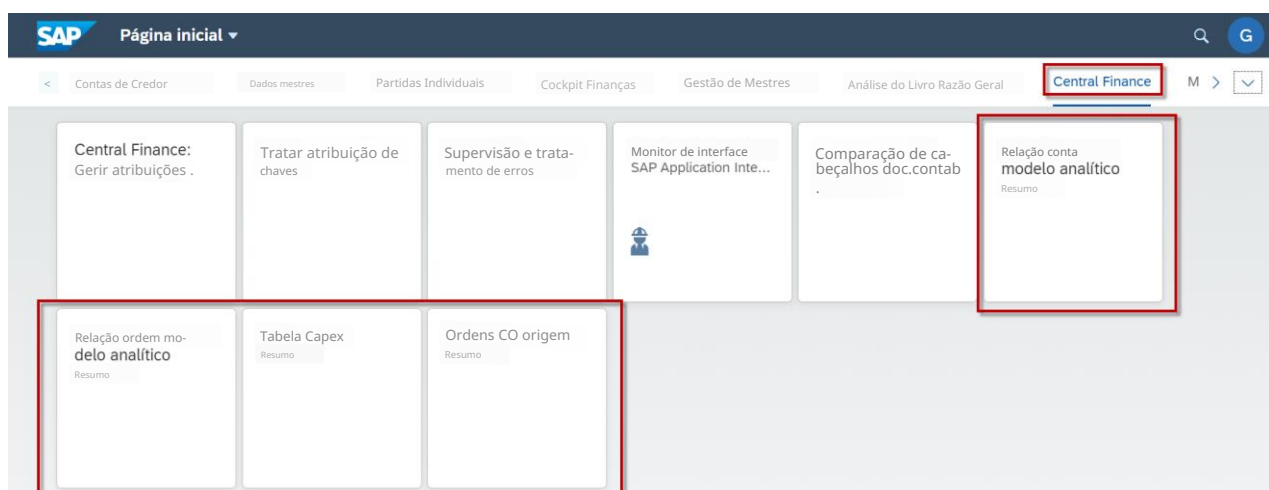 SAP Página inicial
G
< Contas de Credor Dados mestres Partidas Individuais Cockpit Finanças Gestão de Mestres Análise do Livro Razão Geral Central Finance M >
Central Finance:
Gerir atribuições .
Tratar atribuição de
chaves
Supervisão e trata-
mento de erros
Monitor de interface
SAP Application Inte...
Comparação de ca-
beçalhos doc.contab
.
Relação conta
modelo analítico
Resumo
Relação ordem mo-
delo analítico
Resumo
Tabela Capex
Resumo
Ordens CO origem
Resumo